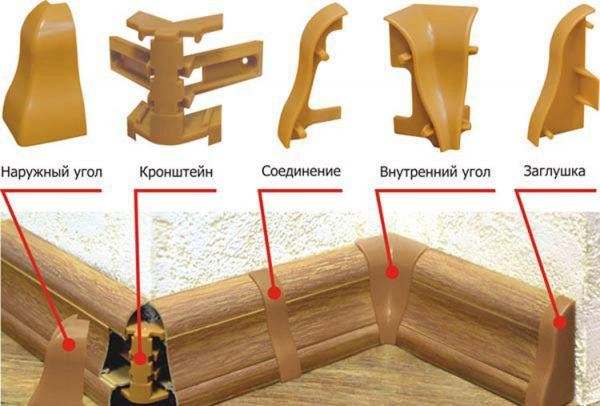 Наружный угол
Кронштейн
Соединение
Внутренний угол
Заглушка